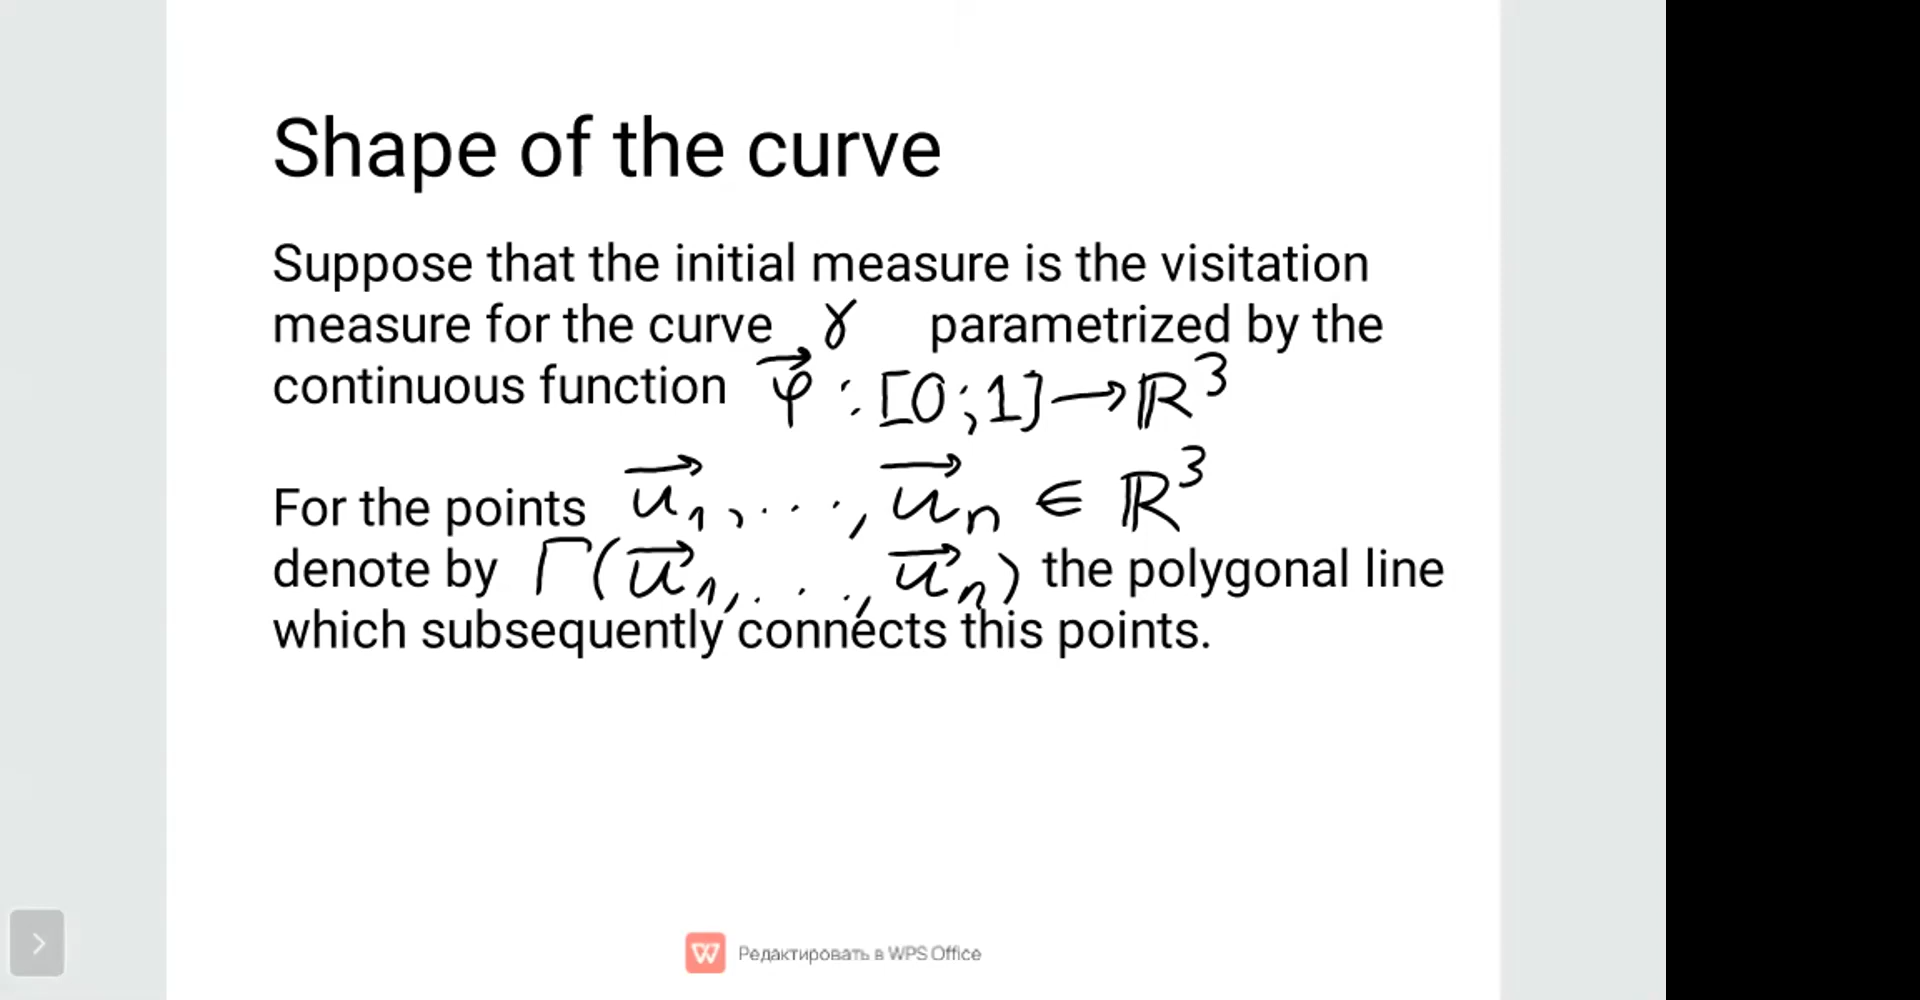 Shape of the curve
Suppose that the initial measure is the visitation
measure for the curve γ parametrized by the
continuous function φ⃗ : [0;1] → ℝ³
For the points u⃗₁, ..., u⃗ₙ ∈ ℝ³
denote by Γ(u⃗₁, ..., u⃗ₙ) the polygonal line
which subsequently connects this points.
Редактировать в WPS Office